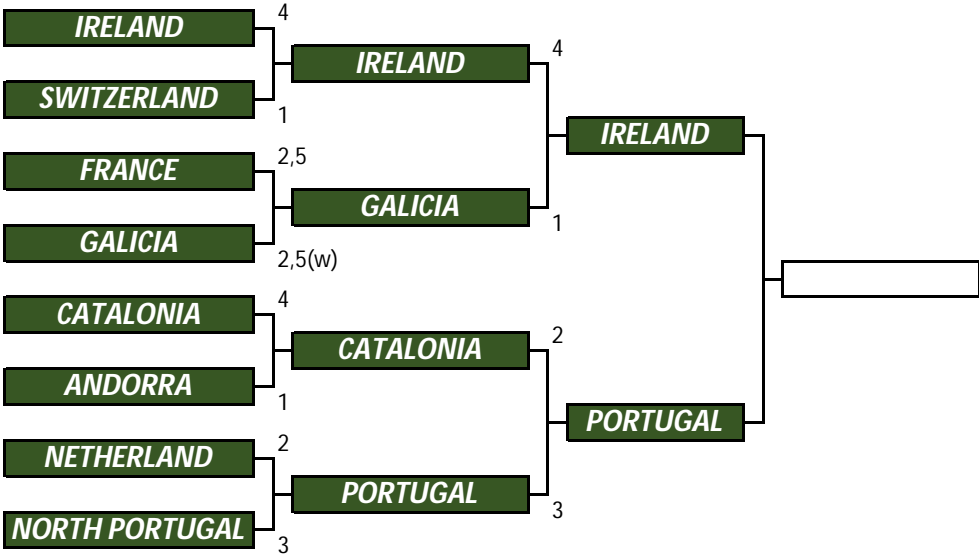 4
IRELAND
IRELAND
4
SWITZERLAND
1
IRELAND
FRANCE
2,5
GALICIA
1
GALICIA
2,5(w)
CATALONIA
4
CATALONIA
2
ANDORRA
1
PORTUGAL
NETHERLAND
2
PORTUGAL
3
NORTH PORTUGAL
3